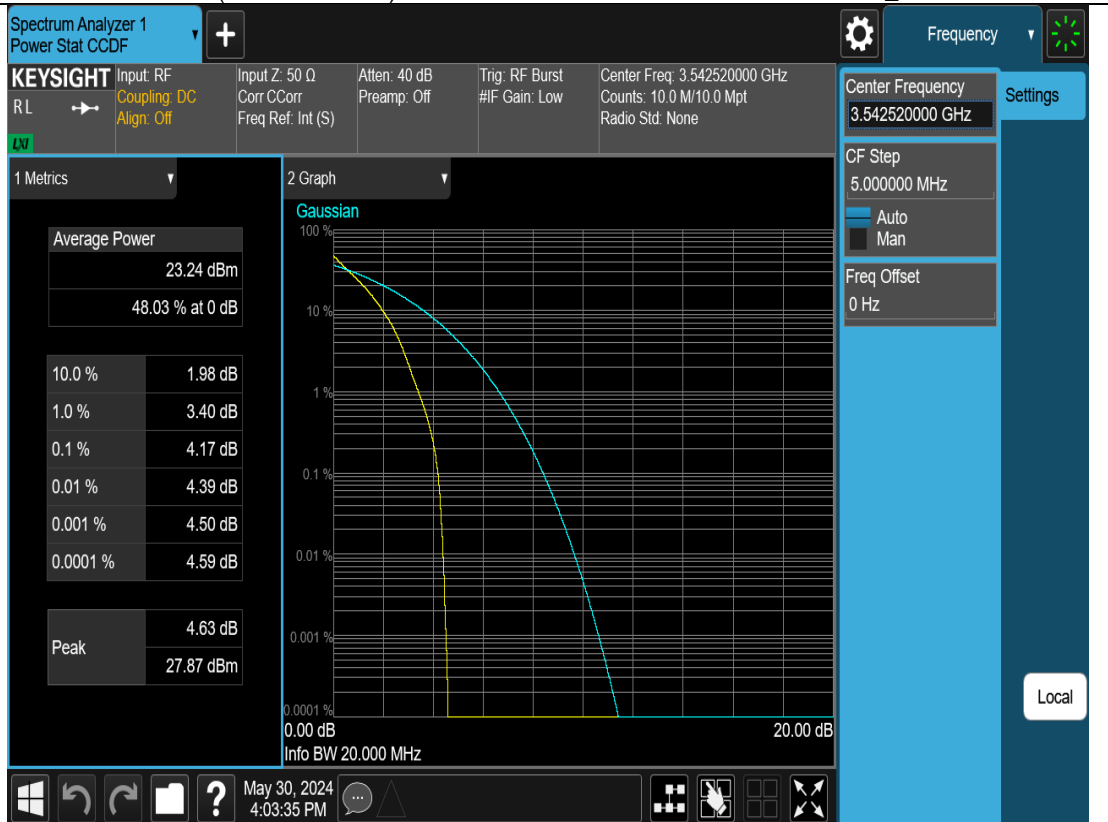 Spectrum Analyzer 1
Power Stat CCDF
+
Frequency
KEYSIGHT
RL
LXI
Input: RF
Coupling: DC
Align: Off
Input Z: 50 Ω
Corr CCorr
Freq Ref: Int (S)
Atten: 40 dB
Preamp: Off
Trig: RF Burst
#IF Gain: Low
Center Freq: 3.542520000 GHz
Counts: 10.0 M/10.0 Mpt
Radio Std: None
Center Frequency
3.542520000 GHz
Settings
CF Step
5.000000 MHz
Auto
Man
Freq Offset
0 Hz
1 Metrics
Average Power
23.24 dBm
48.03 % at 0 dB
10.0 % 1.98 dB
1.0 % 3.40 dB
0.1 % 4.17 dB
0.01 % 4.39 dB
0.001 % 4.50 dB
0.0001 % 4.59 dB
Peak
4.63 dB
27.87 dBm
2 Graph
Gaussian
100 %
10 %
1 %
0.1 %
0.01 %
0.001 %
0.0001 %
0.00 dB 20.00 dB
Info BW 20.000 MHz
Local
?
May 30, 2024
4:03:35 PM